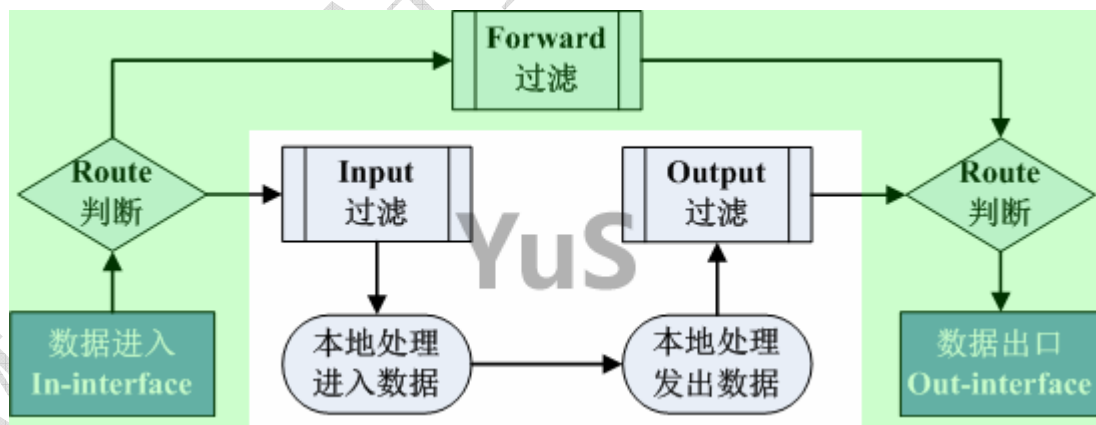 Forward
过滤
Route
判断
Input
过滤
Output
过滤
Route
判断
YuS
数据进入
In-interface
本地处理
进入数据
本地处理
发出数据
数据出口
Out-interface